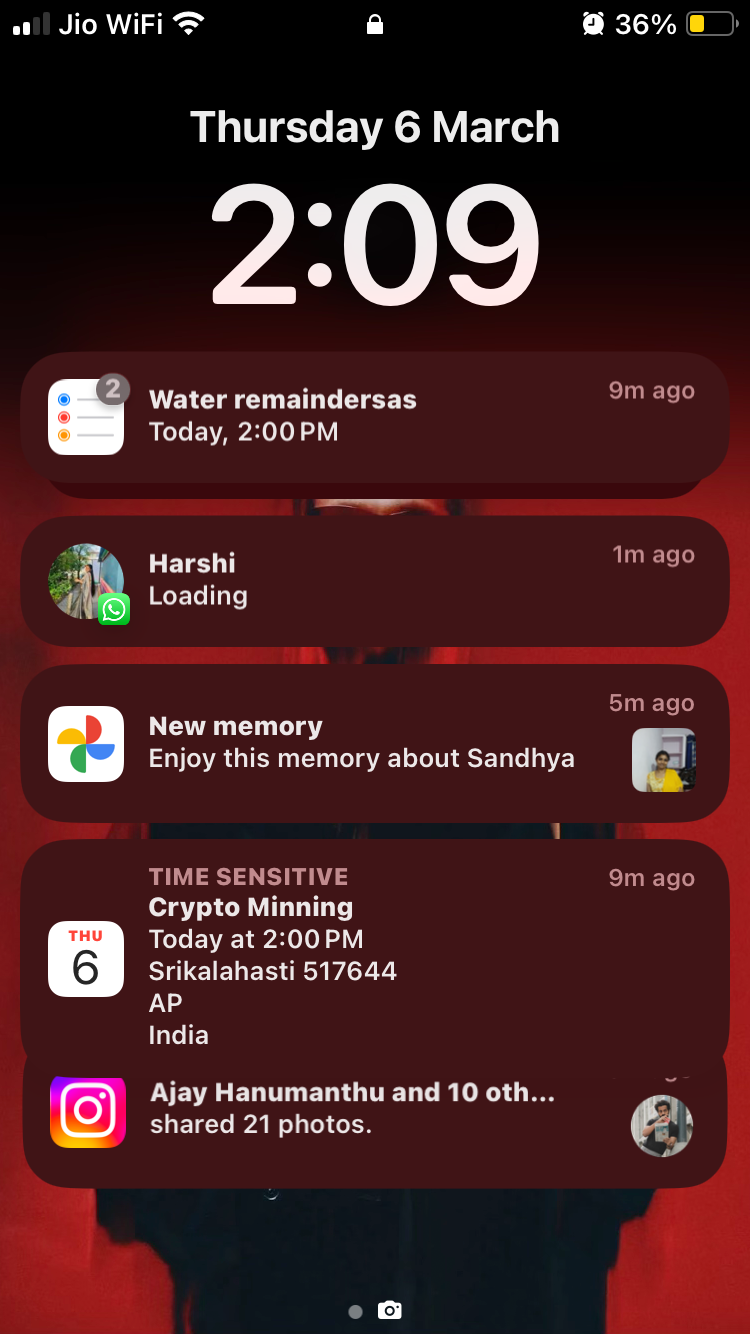 Jio WiFi 36%
Thursday 6 March
2:09
2
Water remaindersas
9m ago
Today, 2:00 PM
Harshi
1m ago
Loading
5m ago
New memory
Enjoy this memory about Sandhya
TIME SENSITIVE
9m ago
Crypto Minning
Today at 2:00 PM
Srikalahasti 517644
AP
India
THU
6
Ajay Hanumanthu and 10 oth...
shared 21 photos.